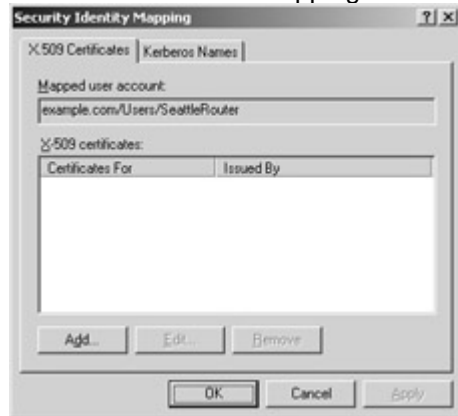 Security Identity Mapping
X.509 Certificates Kerberos Names
Mapped user account:
example.com/Users/SeattleRouter
X-509 certificates:
Certificates For Issued By
Add... Edit... Remove
OK Cancel Apply